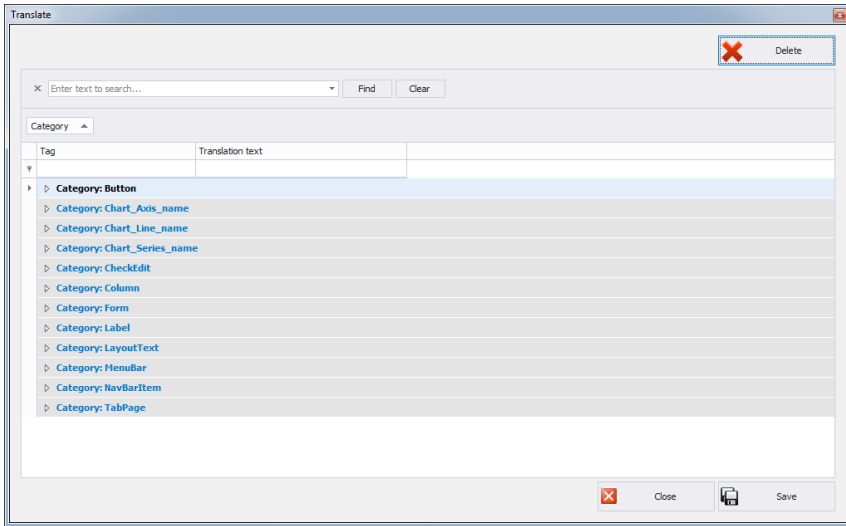 Translate
Delete
Enter text to search...
Find
Clear
Category
Tag
Translation text
Category: Button
Category: Chart_Axis_name
Category: Chart_Line_name
Category: Chart_Series_name
Category: CheckEdit
Category: Column
Category: Form
Category: Label
Category: LayoutText
Category: MenuBar
Category: NavBarItem
Category: TabPage
Close
Save